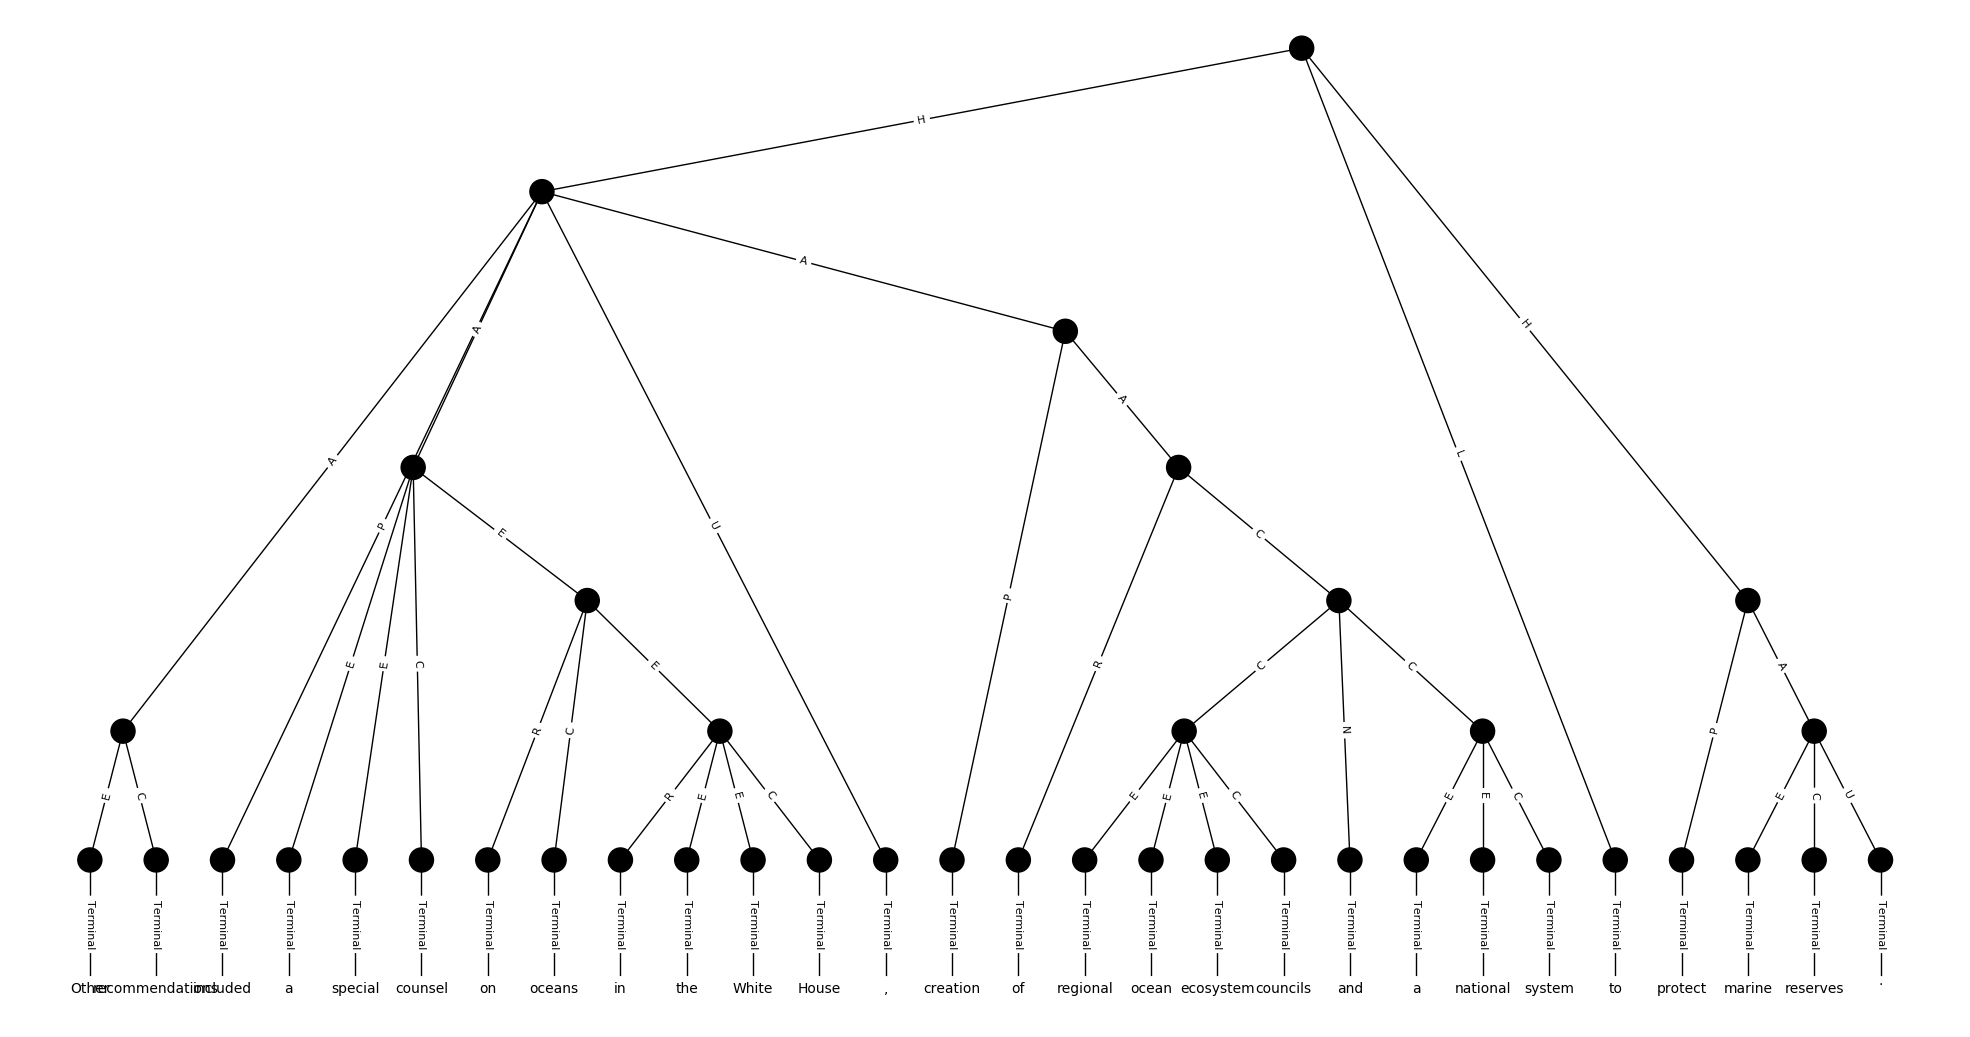 H
A
A
A
L
H
A
P
E
U
C
P
E
E
C
R
E
C
C
A
R
C
N
P
E
C
R
E
E
C
E
E
E
C
E
E
C
E
C
U
Terminal Terminal Terminal Terminal Terminal Terminal Terminal Terminal Terminal Terminal Terminal Terminal Terminal Terminal Terminal Terminal Terminal Terminal Terminal Terminal Terminal Terminal Terminal Terminal Terminal Terminal Terminal Terminal
Other recommendations included a special counsel on oceans in the White House , creation of regional ocean ecosystem councils and a national system to protect marine reserves .